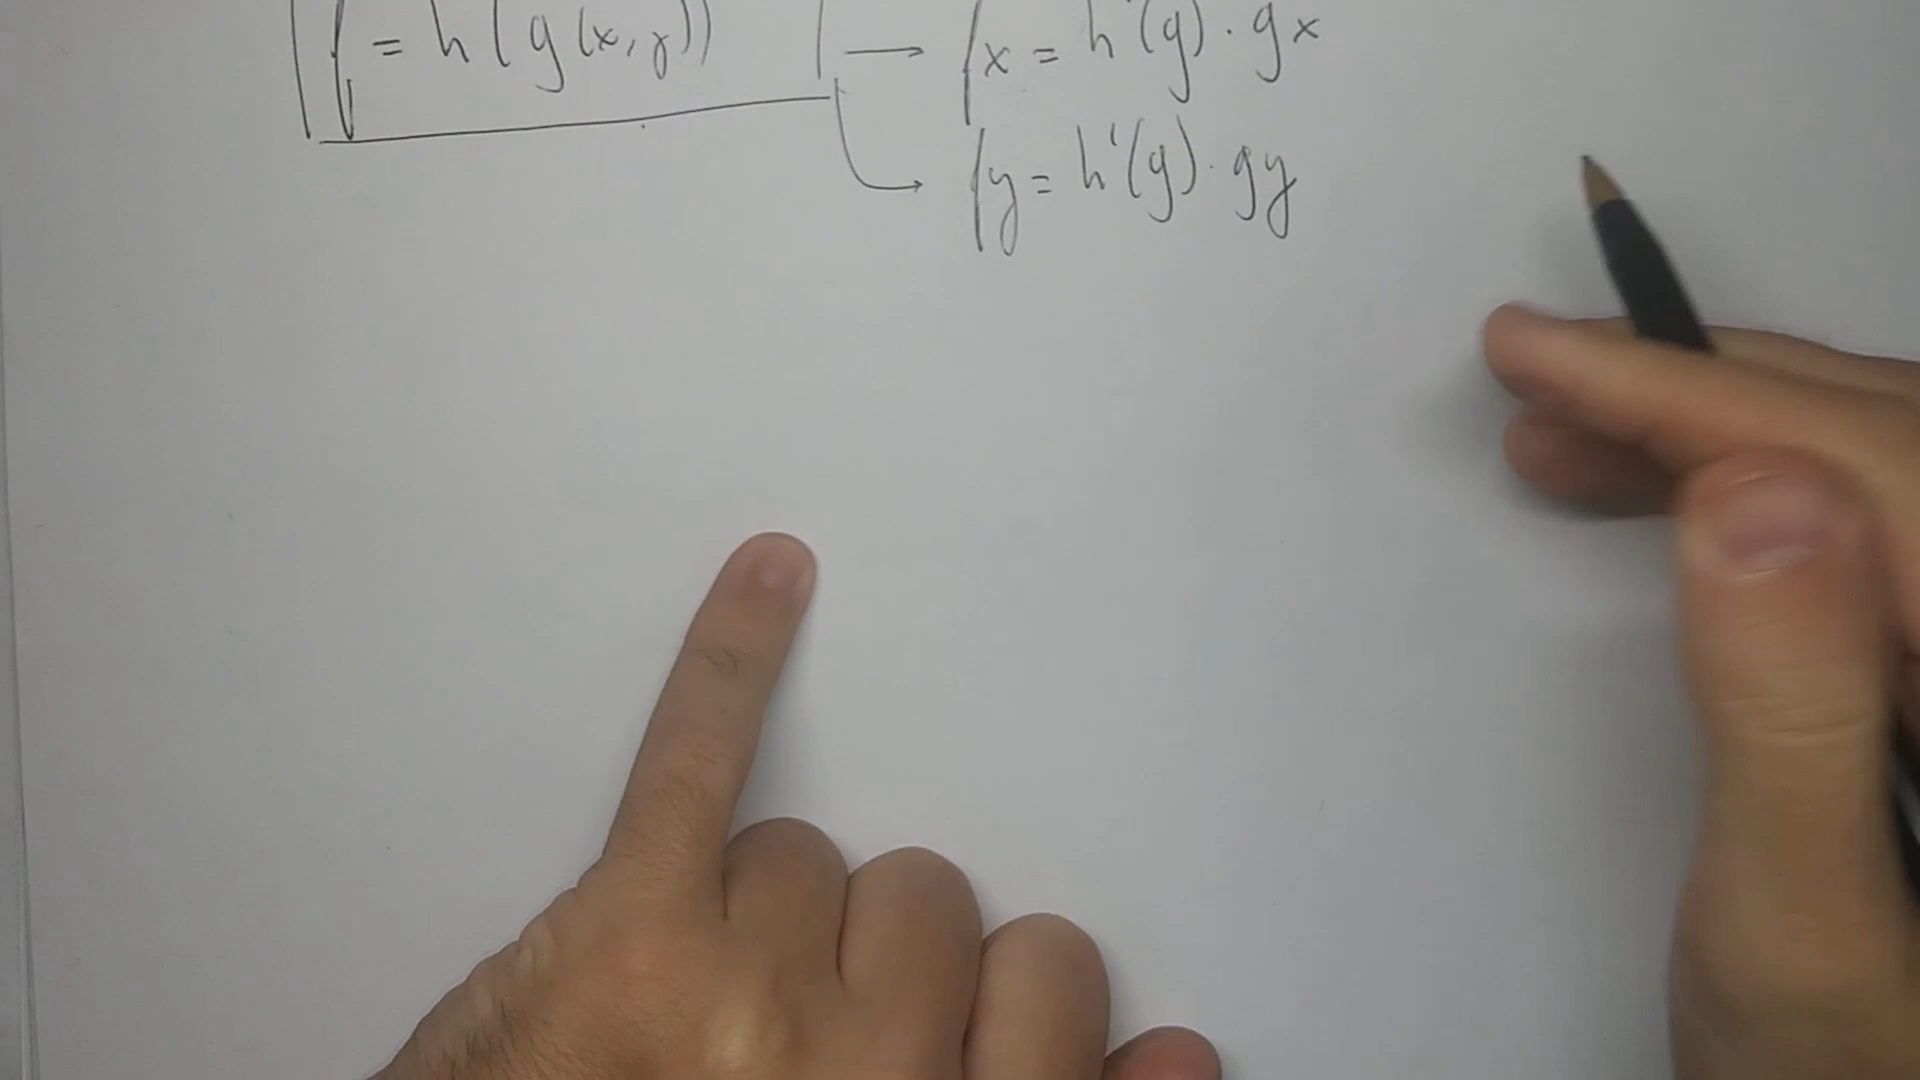 f = h(g(x,y)) → fx = h'(g) · gx
→ fy = h'(g) · gy